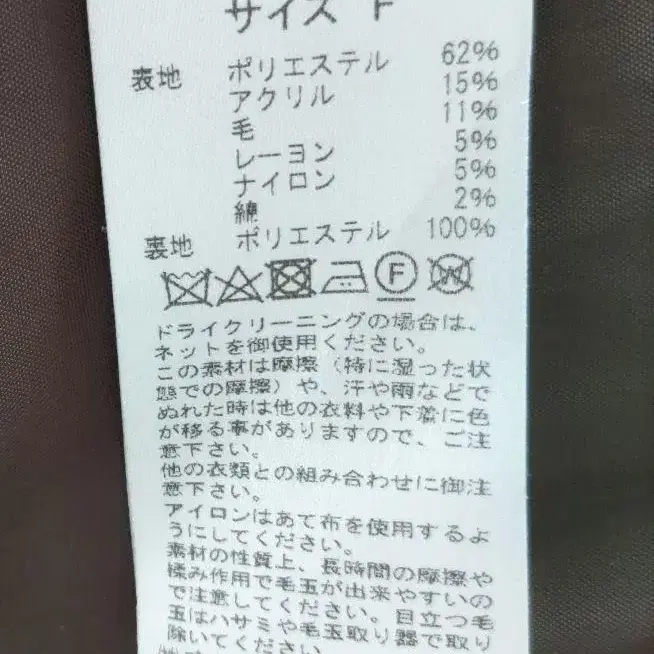 サイズ F
表地 ポリエステル 62%
アクリル 15%
毛 11%
レーヨン 5%
ナイロン 5%
綿 2%
裏地 ポリエステル 100%
F W
ドライクリーニングの場合は、
ネットを御使用ください。
この素材は摩擦（特に湿った状
態での摩擦）や、汗や雨などで
ぬれた時は他の衣料や下着に色
が移る事がありますので、ご注
意下さい。
他の衣類との組み合わせに御注
意下さい。
アイロンはあて布を使用するよ
うにしてください。
素材の性質上、長時間の摩擦や
揉み作用で毛玉が出来やすいの
で注意してください。目立つ毛
玉はハサミや毛玉取り器で取り
除いてください。